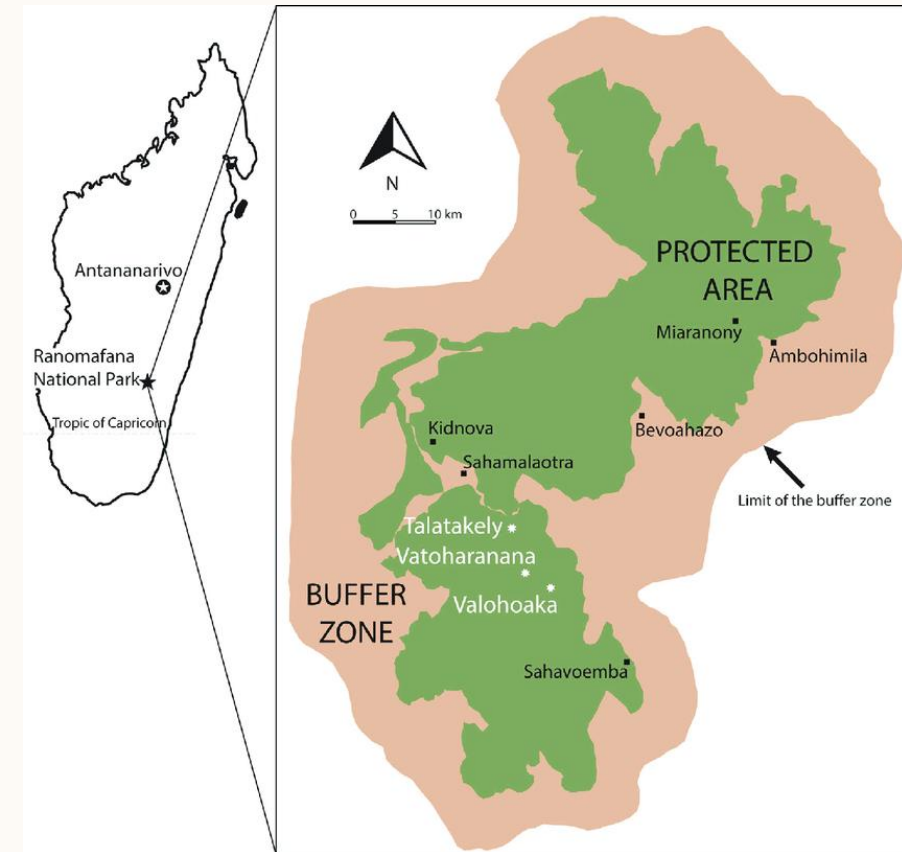 Antananarivo
Ranomafana
National Park
Tropic of Capricorn
N
0 5 10 km
PROTECTED
AREA
Miaranony
Ambohimila
Bevoahazo
Kidnova
Sahamalaotra
Limit of the buffer zone
Talatakely
Vatoharanana
Valohoaka
BUFFER
ZONE
Sahavoemba